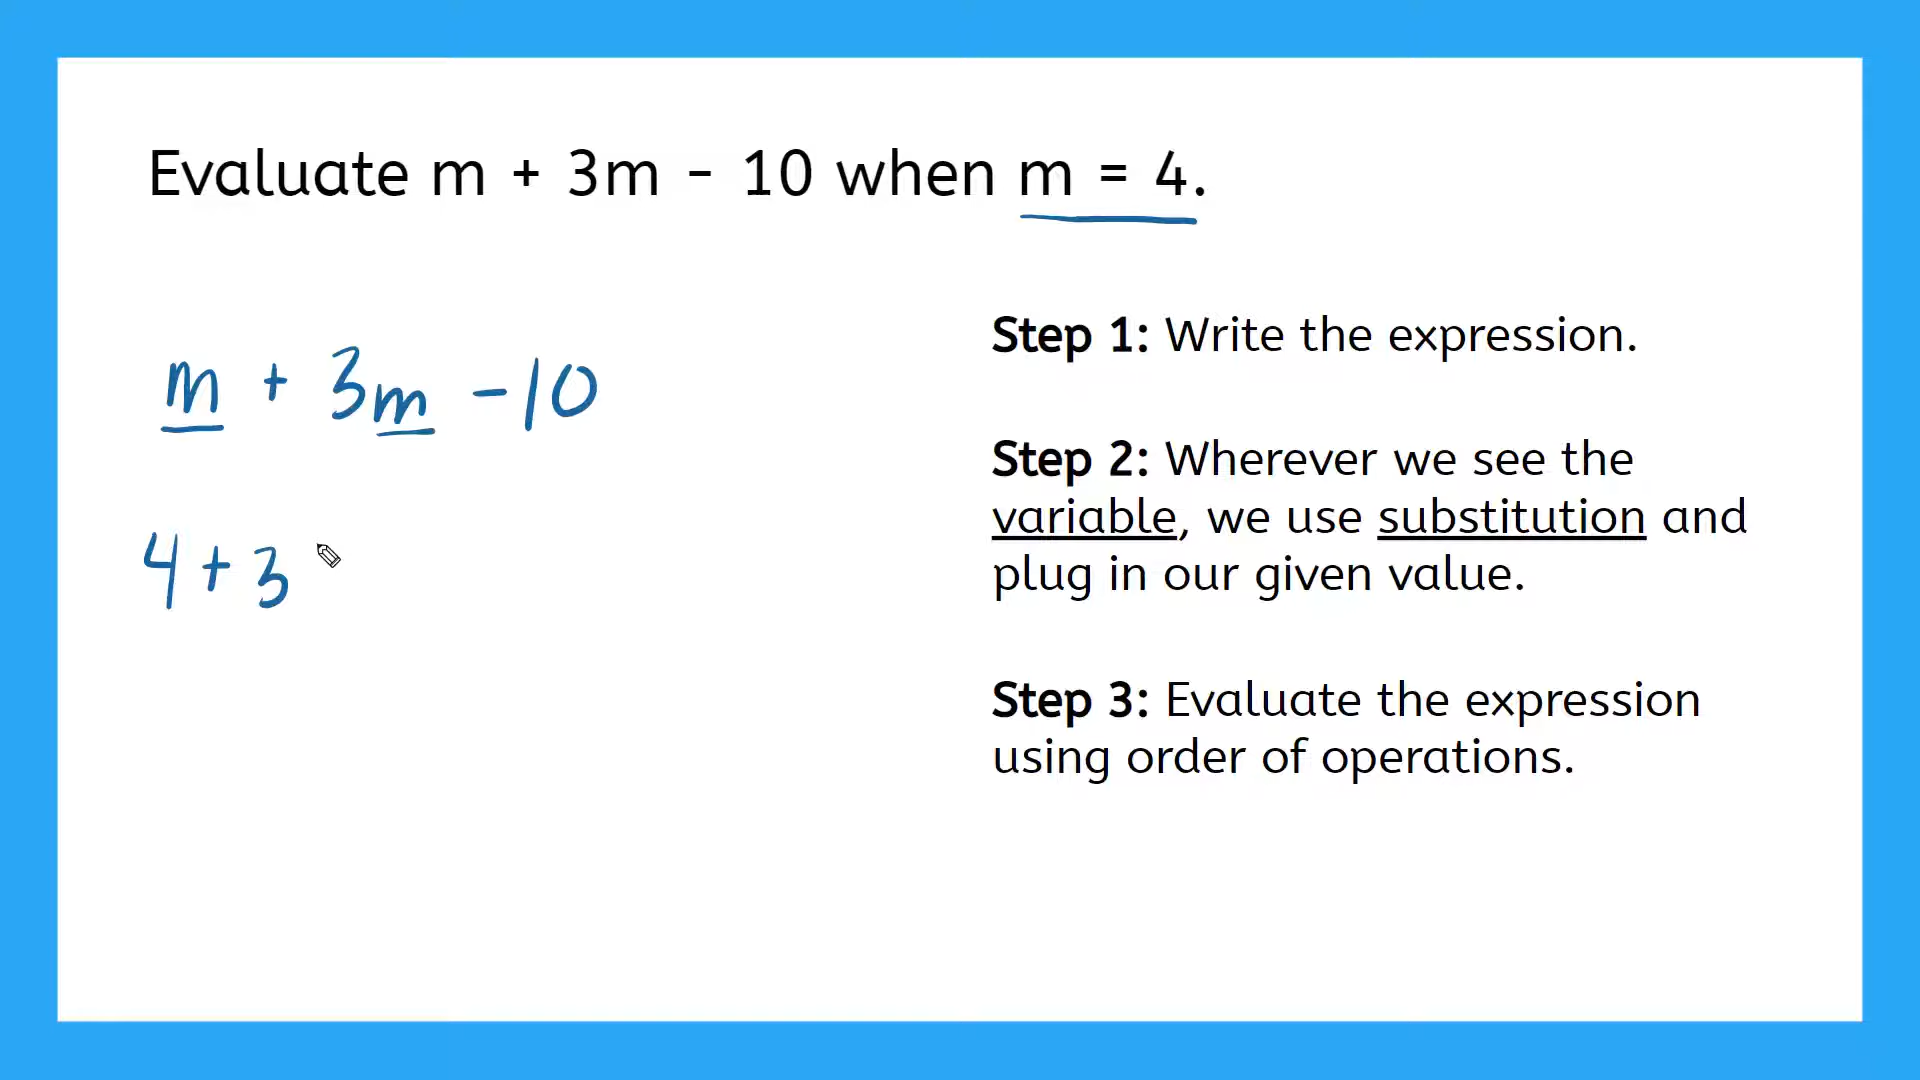 Evaluate m + 3m - 10 when m = 4.
m + 3m - 10
4 + 3
Step 1: Write the expression.
Step 2: Wherever we see the
variable, we use substitution and
plug in our given value.
Step 3: Evaluate the expression
using order of operations.